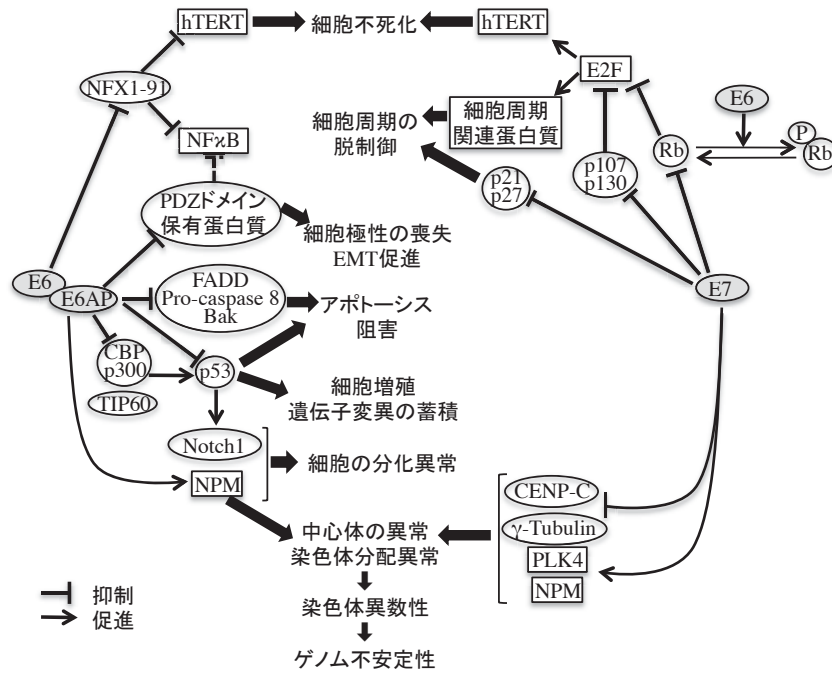 hTERT
細胞不死化
hTERT
NFX1-91
E2F
NFκB
細胞周期の
脱制御
細胞周期
関連蛋白質
E6
Rb
P
Rb
p107
p130
p21
p27
PDZドメイン
保有蛋白質
細胞極性の喪失
EMT促進
E6
E6AP
FADD
Pro-caspase 8
Bak
アポトーシス
阻害
E7
CBP
p300
p53
TIP60
細胞増殖
遺伝子変異の蓄積
Notch1
NPM
細胞の分化異常
CENP-C
γ-Tubulin
PLK4
NPM
中心体の異常
染色体分配異常
染色体異数性
ゲノム不安定性
抑制
促進